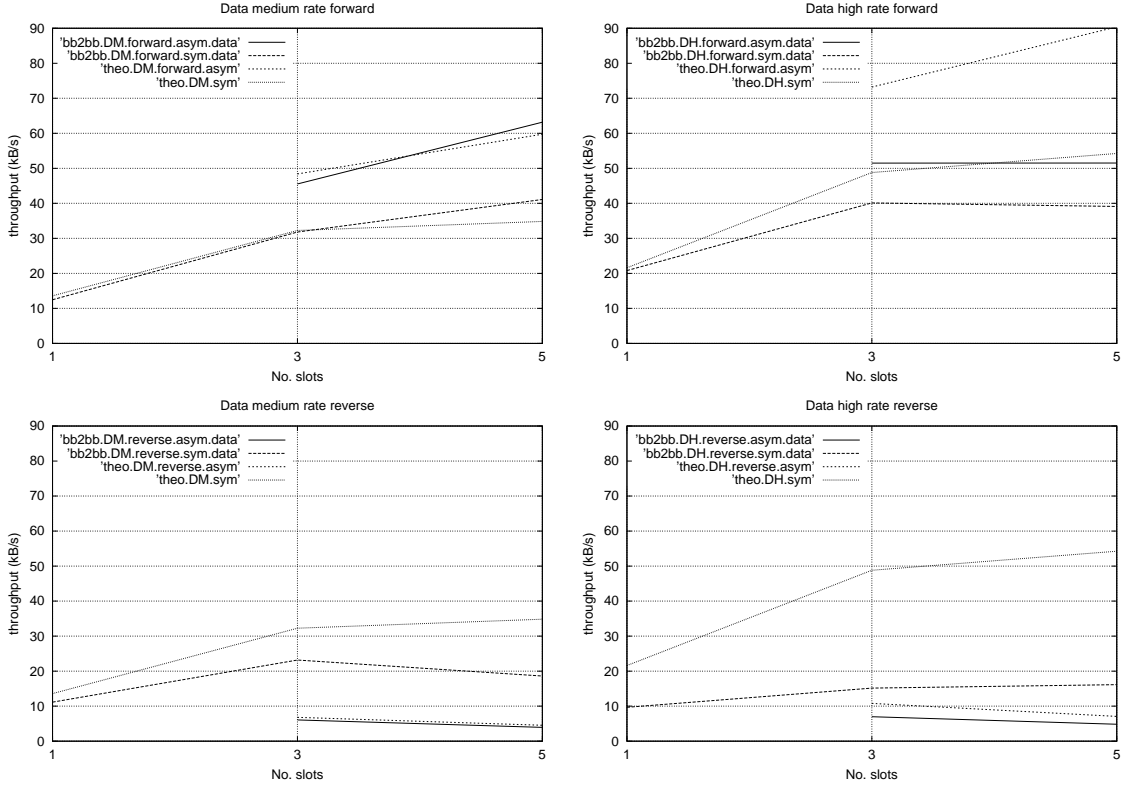 Data medium rate forward
90
80
70
60
50
40
30
20
10
0
throughput (kB/s)
'bb2bb.DM.forward.asym.data'
'bb2bb.DM.forward.sym.data'
'theo.DM.forward.asym'
'theo.DM.sym'
1
3
5
No. slots
Data high rate forward
90
80
70
60
50
40
30
20
10
0
throughput (kB/s)
'bb2bb.DH.forward.asym.data'
'bb2bb.DH.forward.sym.data'
'theo.DH.forward.asym'
'theo.DH.sym'
1
3
5
No. slots
Data medium rate reverse
90
80
70
60
50
40
30
20
10
0
throughput (kB/s)
'bb2bb.DM.reverse.asym.data'
'bb2bb.DM.reverse.sym.data'
'theo.DM.reverse.asym'
'theo.DM.sym'
1
3
5
No. slots
Data high rate reverse
90
80
70
60
50
40
30
20
10
0
throughput (kB/s)
'bb2bb.DH.reverse.asym.data'
'bb2bb.DH.reverse.sym.data'
'theo.DH.reverse.asym'
'theo.DH.sym'
1
3
5
No. slots